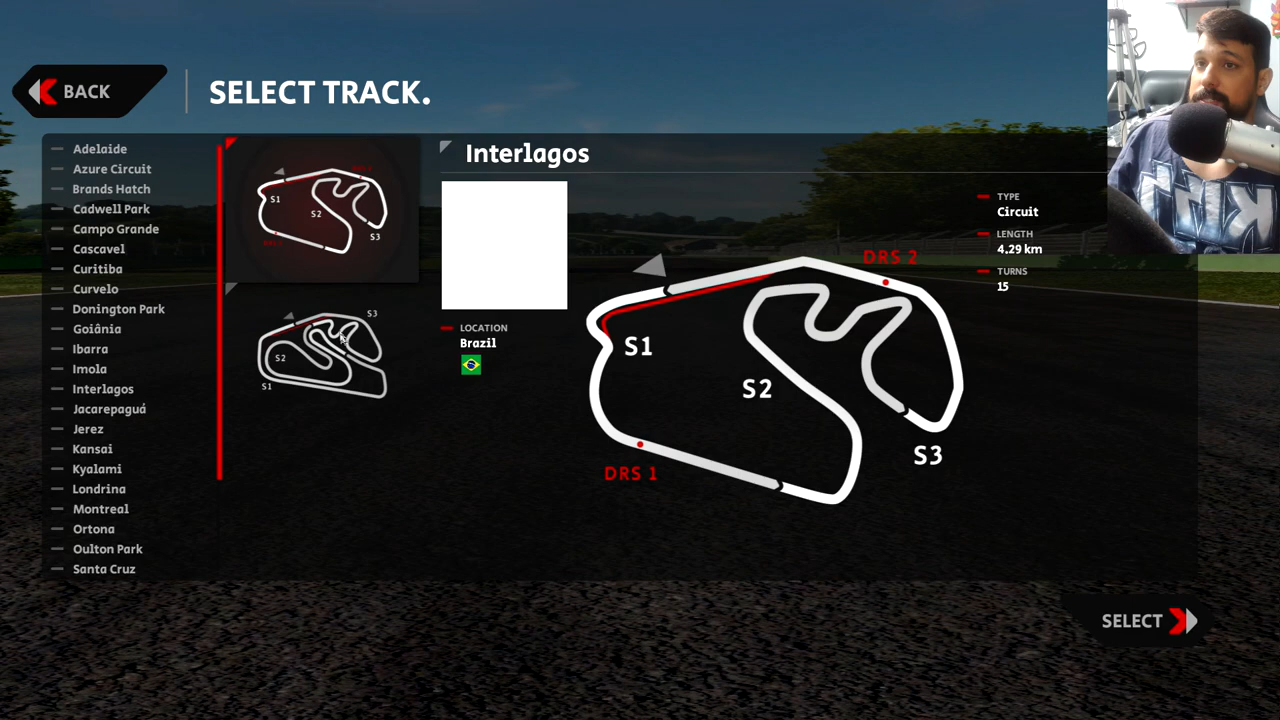 BACK
SELECT TRACK.
Adelaide
Azure Circuit
Brands Hatch
Cadwell Park
Campo Grande
Cascavel
Curitiba
Curvelo
Donington Park
Goiânia
Ibarra
Imola
Interlagos
Jacarepaguá
Jerez
Kansai
Kyalami
Londrina
Montreal
Ortona
Oulton Park
Santa Cruz
S1
S2
S3
S3
S2
S1
Interlagos
LOCATION
Brazil
TYPE
Circuit
LENGTH
4.29 km
TURNS
15
DRS 2
S1
S2
S3
DRS 1
SELECT